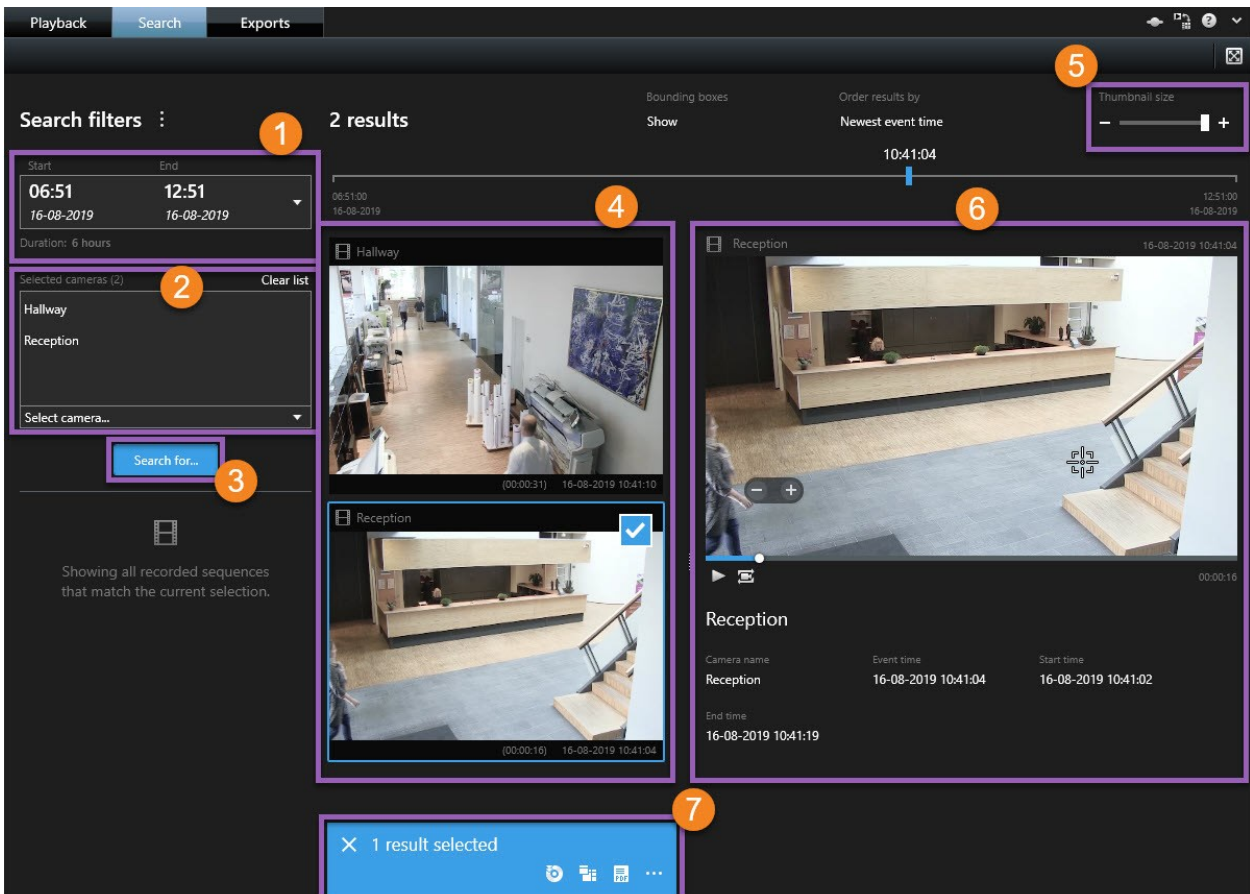 Playback Search Exports
5
Search filters
1
2 results
Bounding boxes
Show
Order results by
Newest event time
Thumbnail size
− +
10:41:04
Start End
06:51 12:51
16-08-2019 16-08-2019
Duration: 6 hours
06:51:00
16-08-2019
12:51:00
16-08-2019
4
6
2
Selected cameras (2) Clear list
Hallway
Reception
Select camera...
Search for...
3
Showing all recorded sequences
that match the current selection.
Hallway
(00:00:31) 16-08-2019 10:41:10
Reception
(00:00:16) 16-08-2019 10:41:04
Reception 16-08-2019 10:41:04
− +
00:00:16
Reception
Camera name Event time Start time
Reception 16-08-2019 10:41:04 16-08-2019 10:41:02
End time
16-08-2019 10:41:19
7
1 result selected
PDF